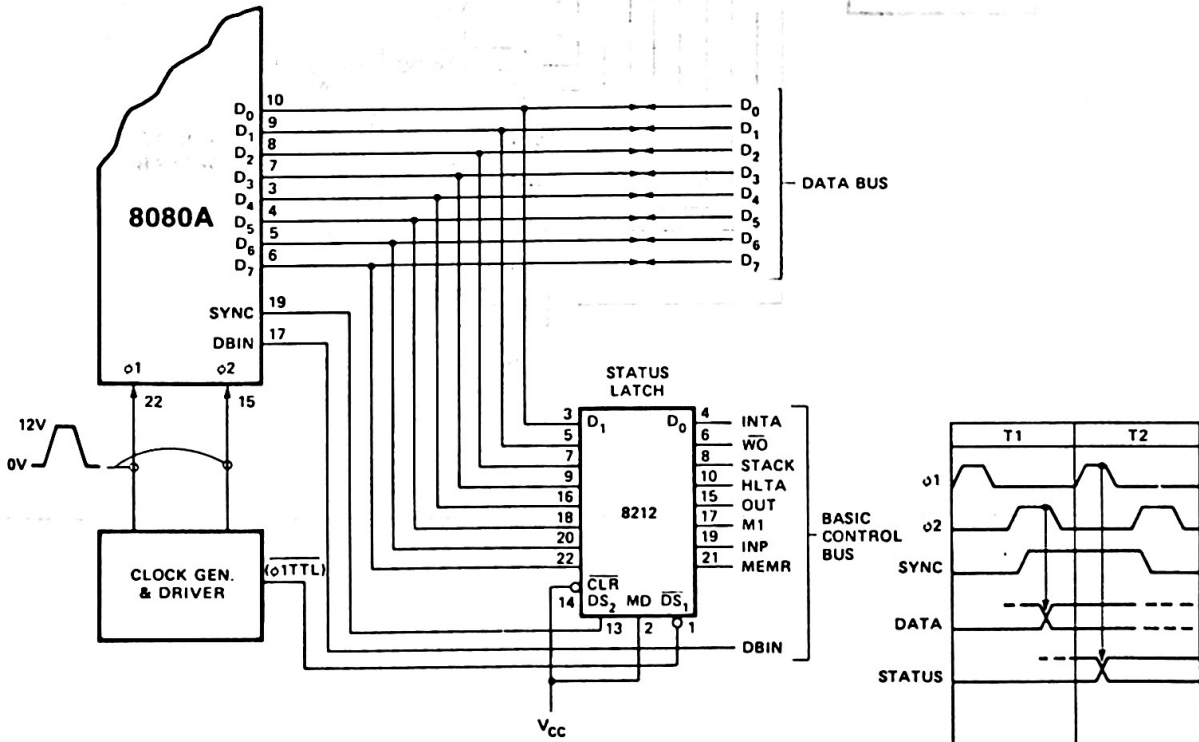 8080A
D0
10
D1
9
D2
8
D3
7
D4
3
D5
4
D6
5
D7
6
SYNC
19
DBIN
17
φ1
φ2
22
15
12V
0V
CLOCK GEN.
& DRIVER
(φ1TTL)
D0
D1
D2
D3
D4
D5
D6
D7
DATA BUS
STATUS
LATCH
3
D1
D0
4
INTA
5
6
WO
7
8
STACK
9
10
HLTA
16
15
OUT
18
8212
17
M1
20
19
INP
22
21
MEMR
CLR
14
DS2
MD
DS1
13
2
1
DBIN
VCC
BASIC
CONTROL
BUS
T1
T2
φ1
φ2
SYNC
DATA
STATUS